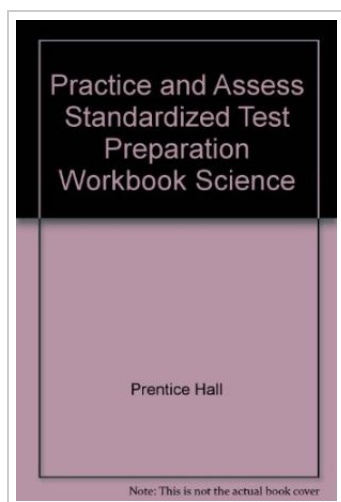 Practice and Assess
Standardized Test
Preparation
Workbook Science
Prentice Hall
Note: This is not the actual book cover